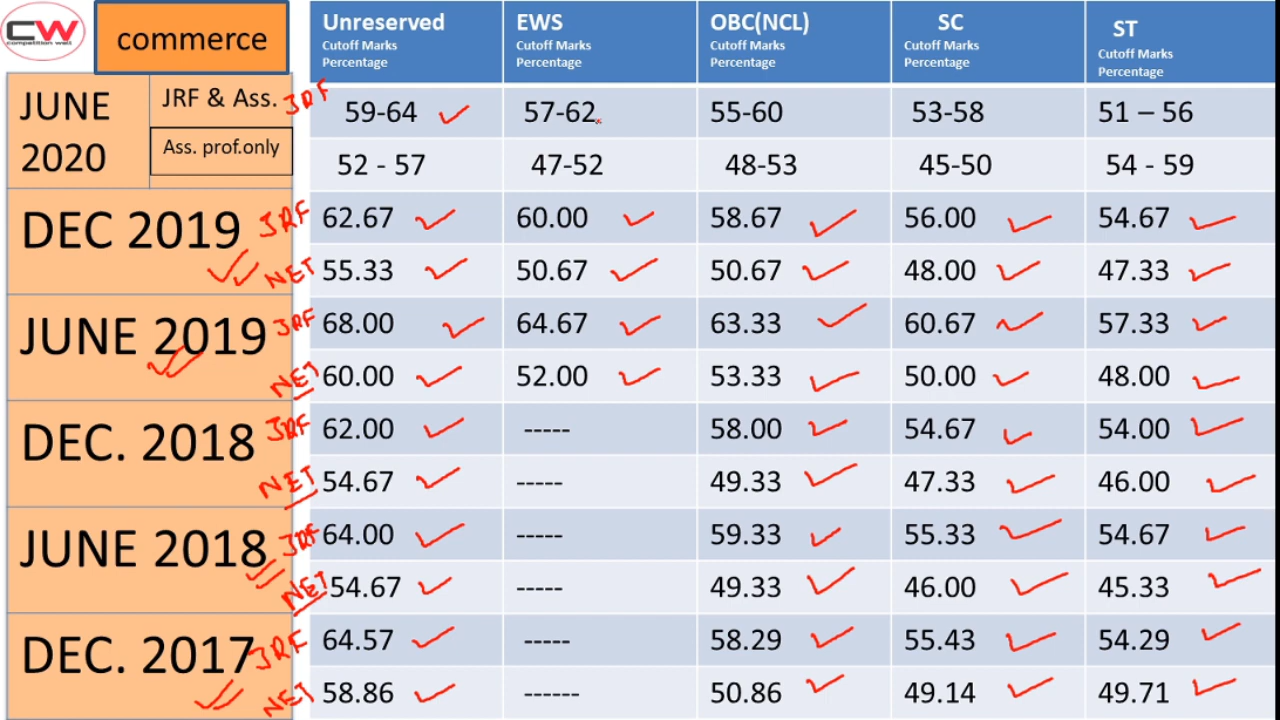 CW
competition well
commerce
Unreserved EWS OBC(NCL) SC ST
Cutoff Marks Cutoff Marks Cutoff Marks Cutoff Marks Cutoff Marks
Percentage Percentage Percentage Percentage Percentage
JUNE 2020 JRF & Ass. JRF 59-64 57-62 55-60 53-58 51 – 56
Ass. prof.only 52 - 57 47-52 48-53 45-50 54 - 59
DEC 2019 JRF 62.67 60.00 58.67 56.00 54.67
NET 55.33 50.67 50.67 48.00 47.33
JUNE 2019 JRF 68.00 64.67 63.33 60.67 57.33
NET 60.00 52.00 53.33 50.00 48.00
DEC. 2018 JRF 62.00 ----- 58.00 54.67 54.00
NET 54.67 ----- 49.33 47.33 46.00
JUNE 2018 JRF 64.00 ----- 59.33 55.33 54.67
NET 54.67 ----- 49.33 46.00 45.33
DEC. 2017 JRF 64.57 ----- 58.29 55.43 54.29
NET 58.86 ------ 50.86 49.14 49.71